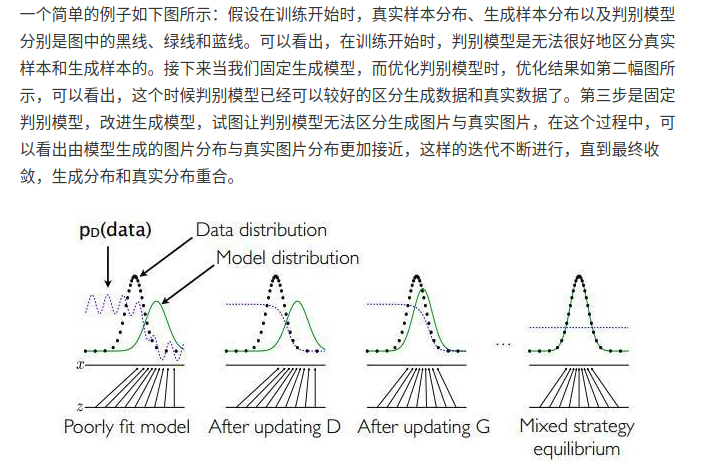 一个简单的例子如下图所示：假设在训练开始时，真实样本分布、生成样本分布以及判别模型
分别是图中的黑线、绿线和蓝线。可以看出，在训练开始时，判别模型是无法很好地区分真实
样本和生成样本的。接下来当我们固定生成模型，而优化判别模型时，优化结果如第二幅图所
示，可以看出，这个时候判别模型已经可以较好的区分生成数据和真实数据了。第三步是固定
判别模型，改进生成模型，试图让判别模型无法区分生成图片与真实图片，在这个过程中，可
以看出由模型生成的图片分布与真实图片分布更加接近，这样的迭代不断进行，直到最终收
敛，生成分布和真实分布重合。
pD(data)
Data distribution
Model distribution
...
x
z
Poorly fit model
After updating D
After updating G
Mixed strategy
equilibrium